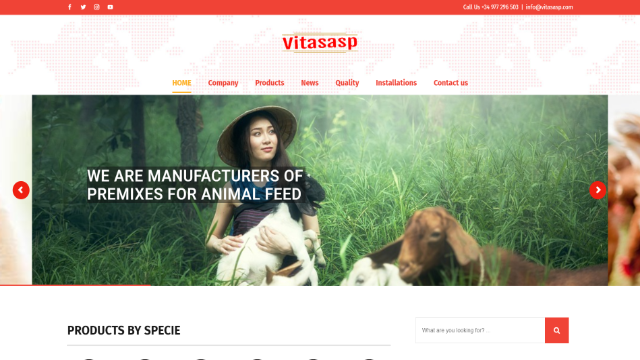 Call Us +34 977 296 503 | info@vitasasp.com
Vitasasp
HOME Company Products News Quality Installations Contact us
WE ARE MANUFACTURERS OF
PREMIXES FOR ANIMAL FEED
PRODUCTS BY SPECIE
What are you looking for? ...